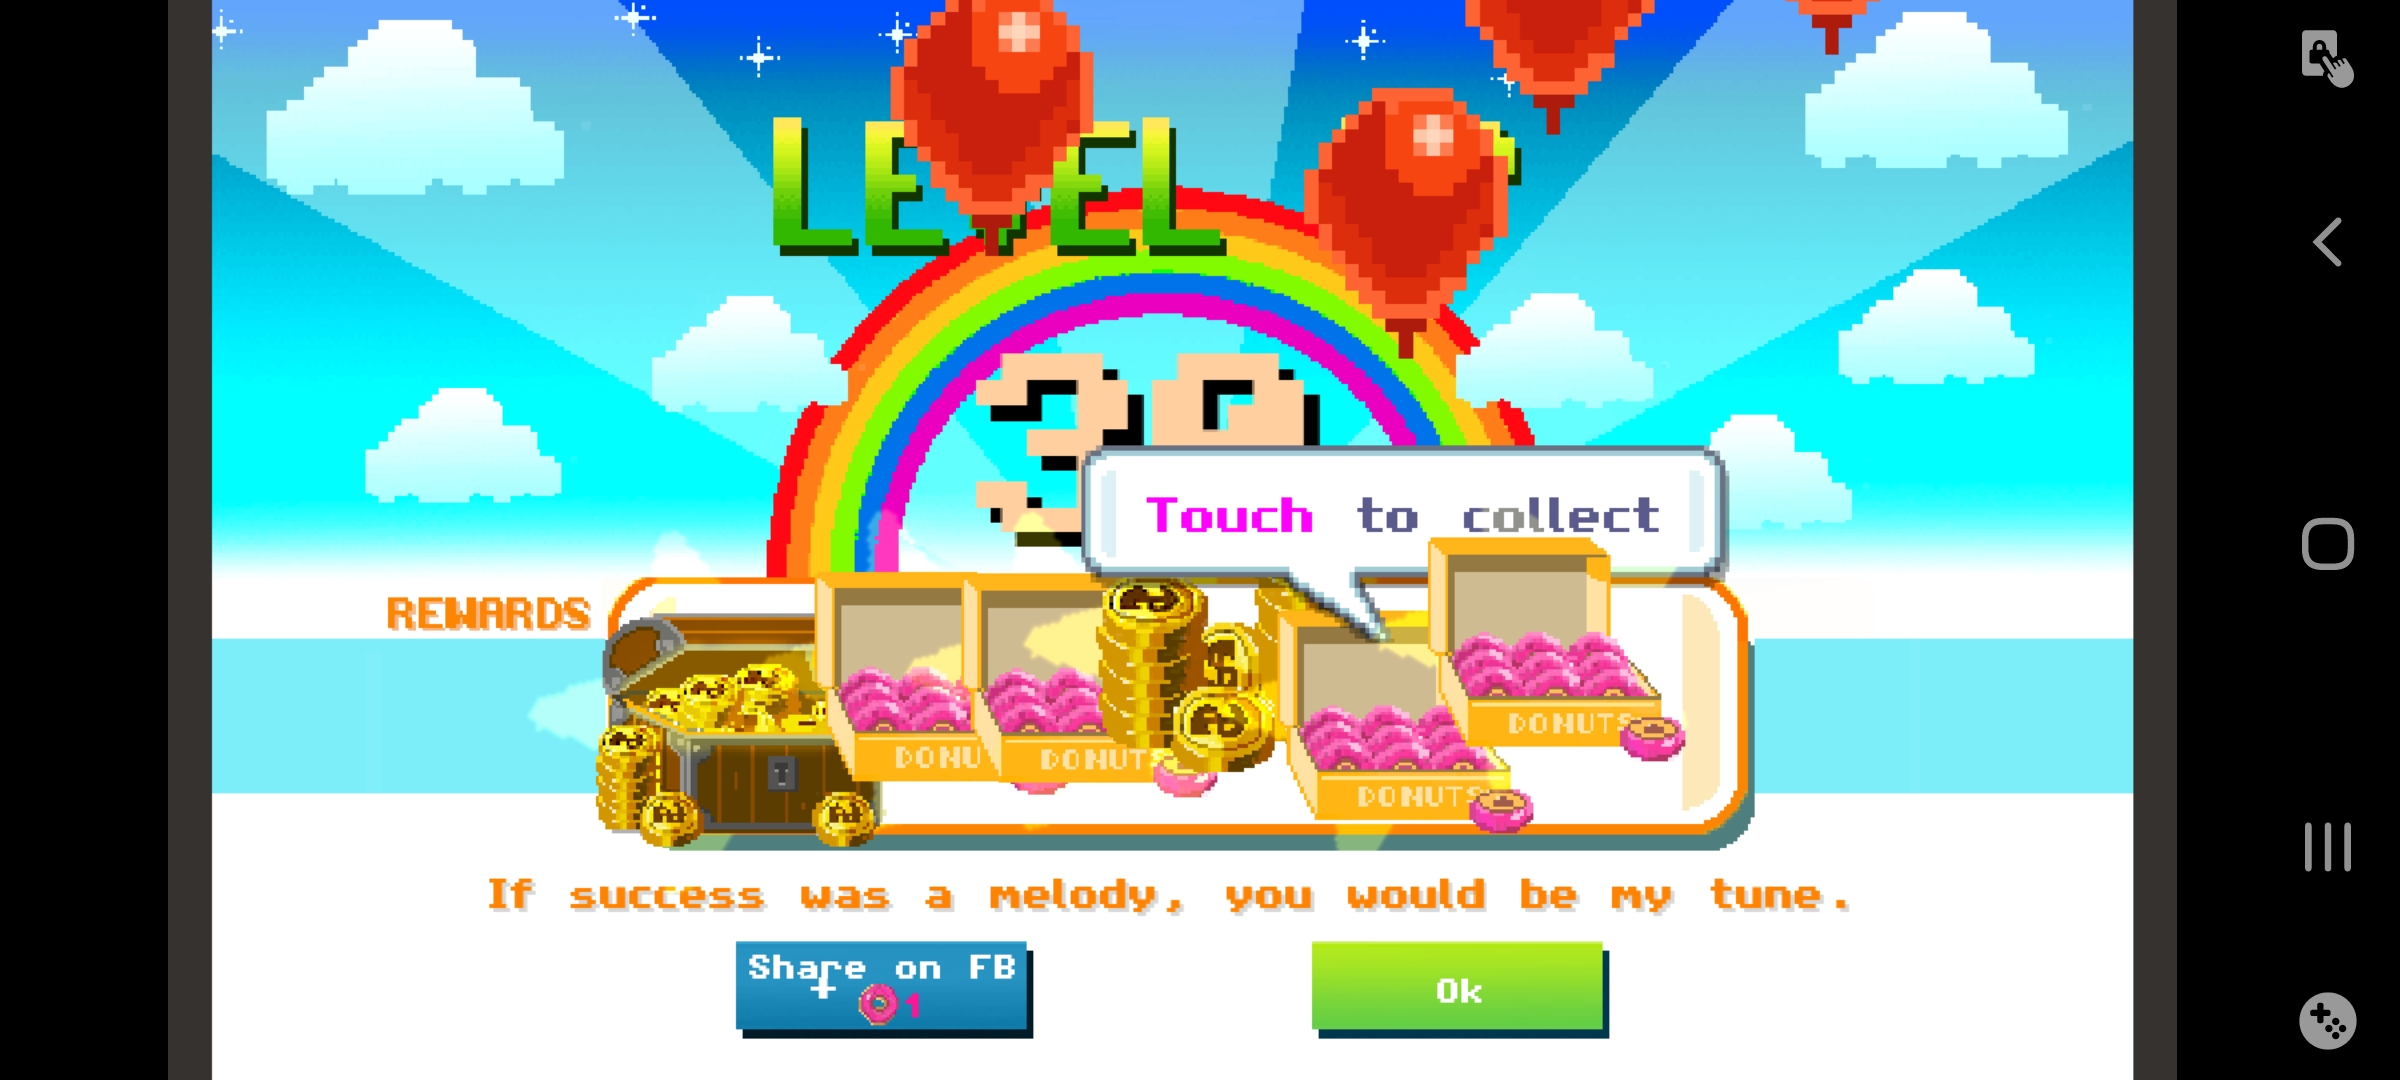 LEVEL
Touch to collect
REWARDS
DONUTS
DONU
DONUTS
DONUTS
If success was a melody, you would be my tune.
Share on FB
+ 1
Ok